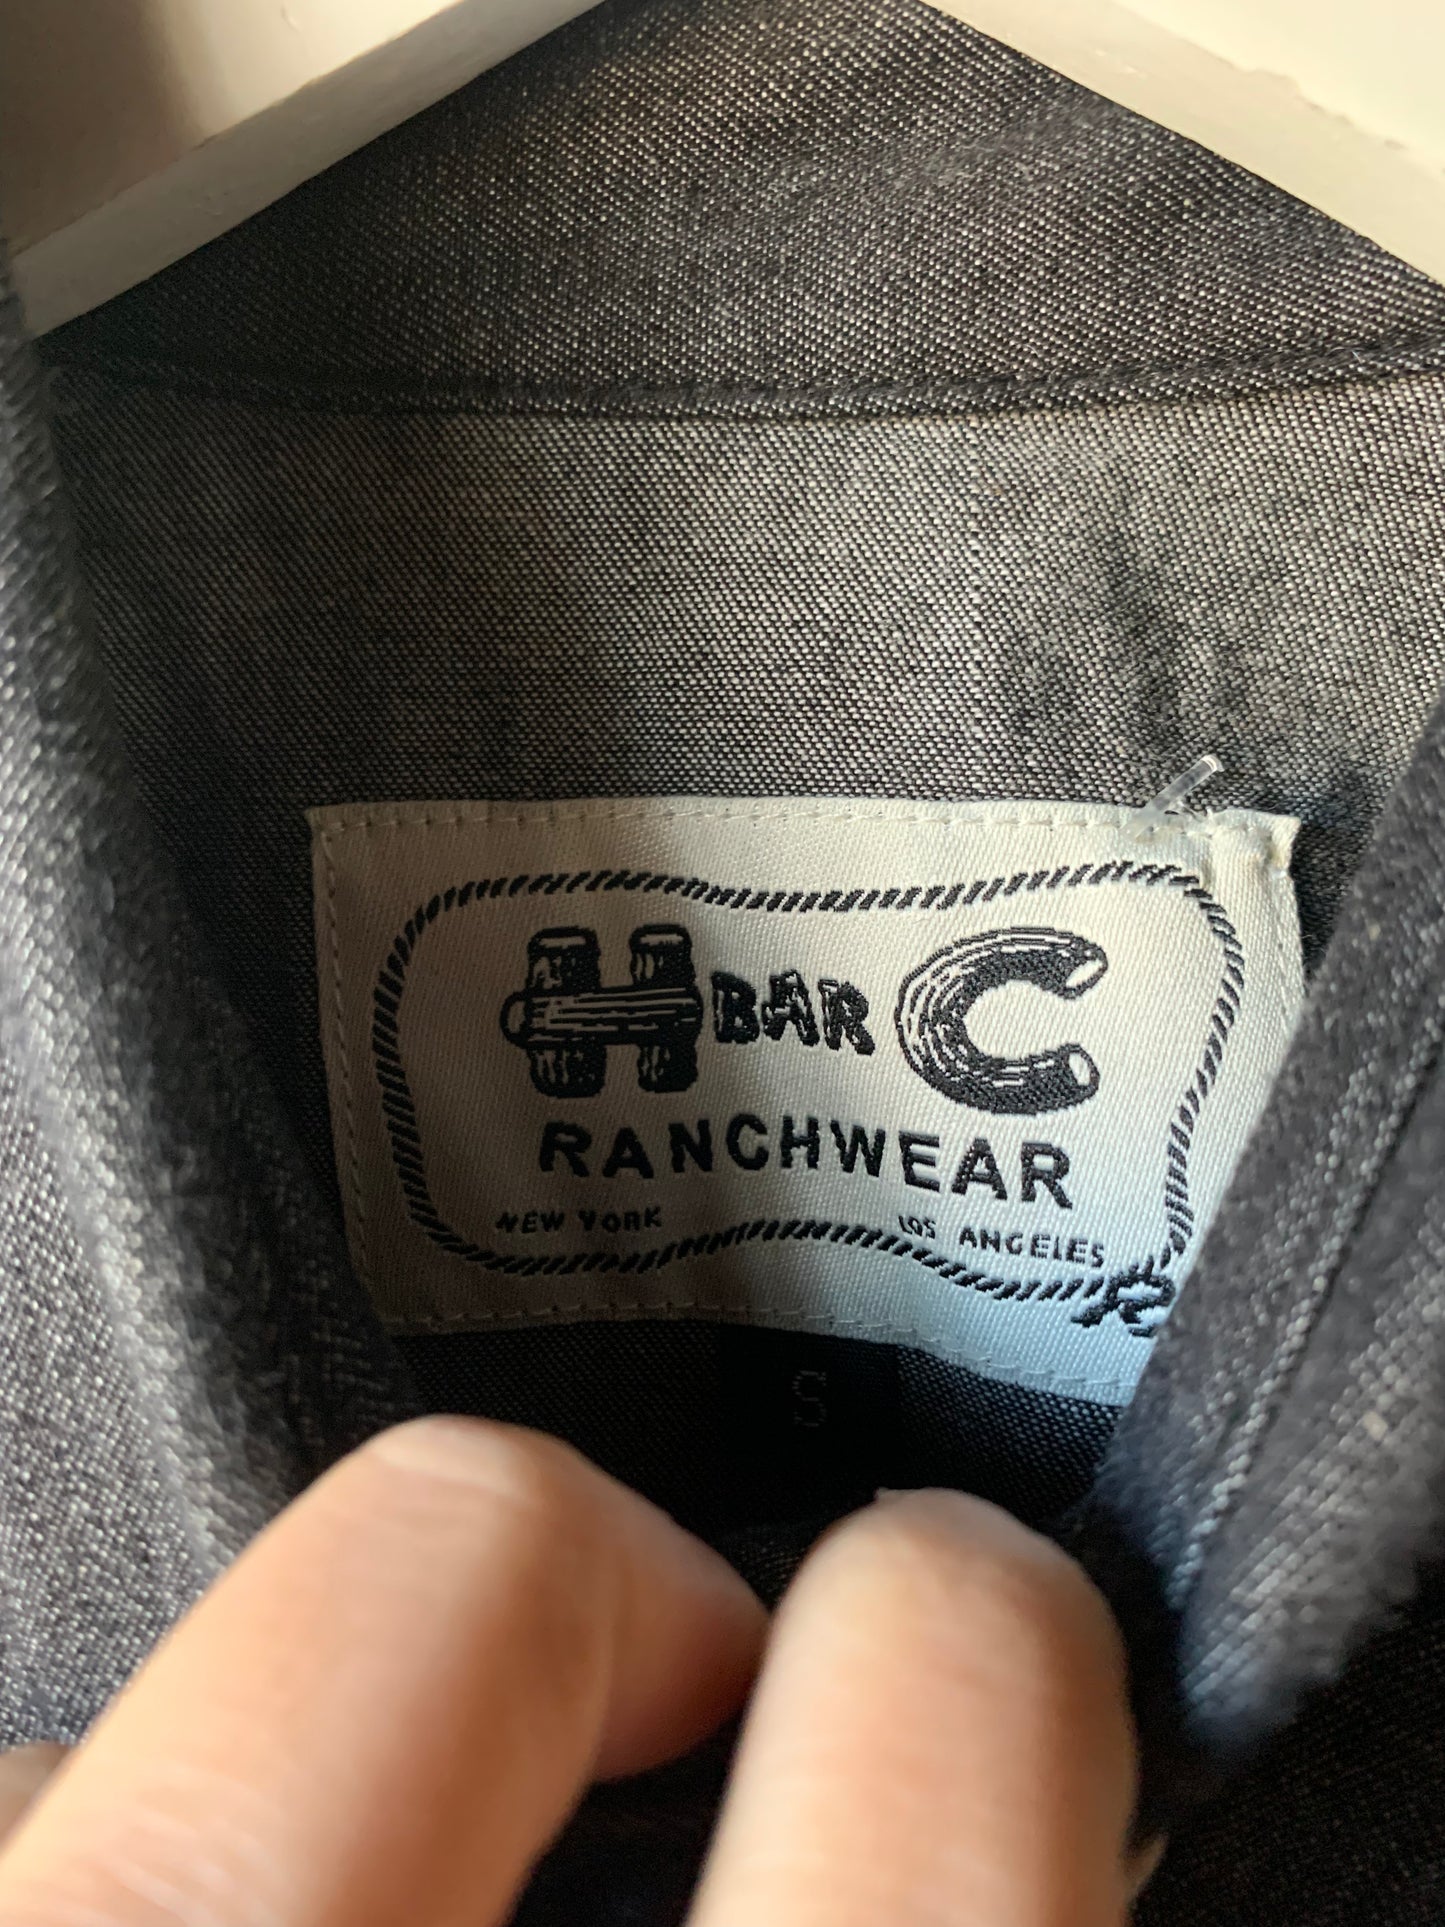 H BAR C
RANCHWEAR
NEW YORK LOS ANGELES
S